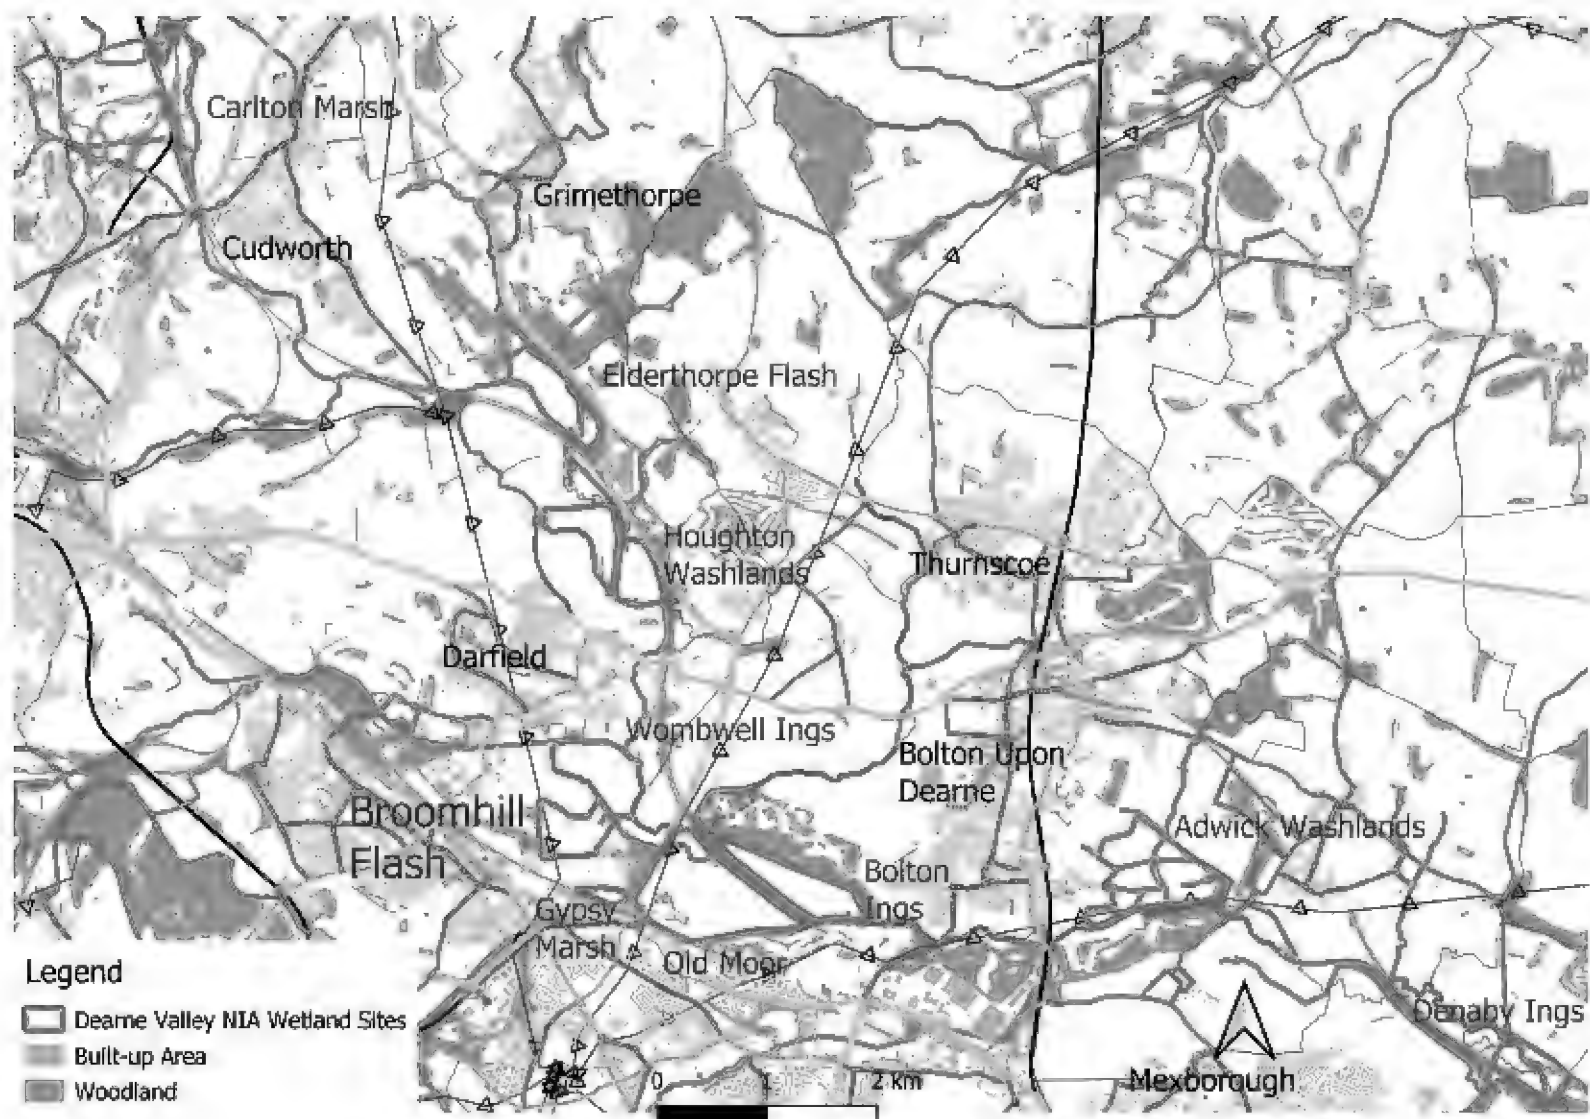 Carlton Marsh
Grimethorpe
Cudworth
Elderthorpe Flash
Houghton
Washlands
Thurnscoe
Darfield
Wombwell Ings
Bolton Upon
Dearne
Broomhill
Flash
Adwick Washlands
Bolton
Ings
Gypsy
Marsh
Old Moor
Legend
Dearne Valley NIA Wetland Sites
Built-up Area
Woodland
Denaby Ings
Mexborough
0 1 2 km